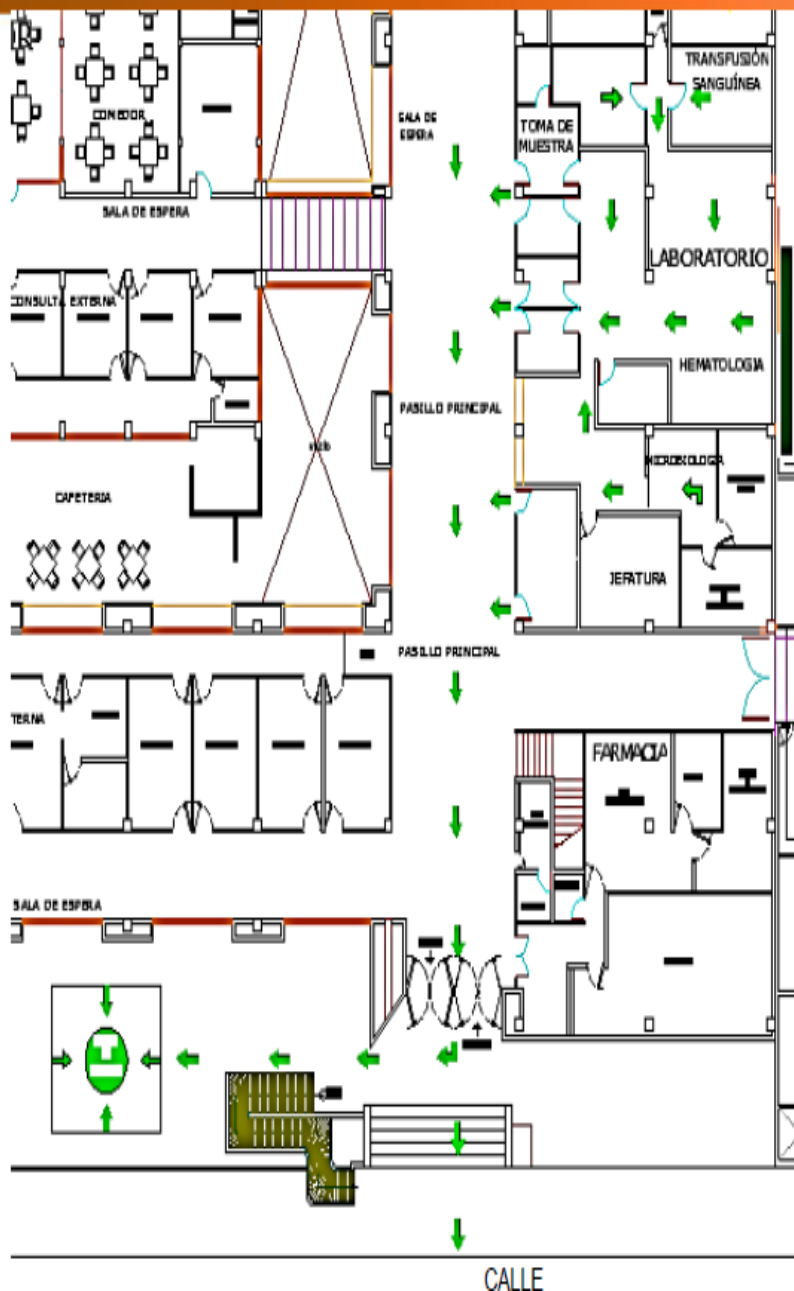 TRANSFUSIÓN
SANGUÍNEA
COMEDOR
SALA DE
ESPERA
TOMA DE
MUESTRA
SALA DE ESPERA
LABORATORIO
CONSULTA EXTERNA
HEMATOLOGIA
PASILLO PRINCIPAL
MICROBIOLOGIA
CAFETERIA
JEFATURA
PASILLO PRINCIPAL
TERNA
FARMACIA
SALA DE ESPERA
CALLE